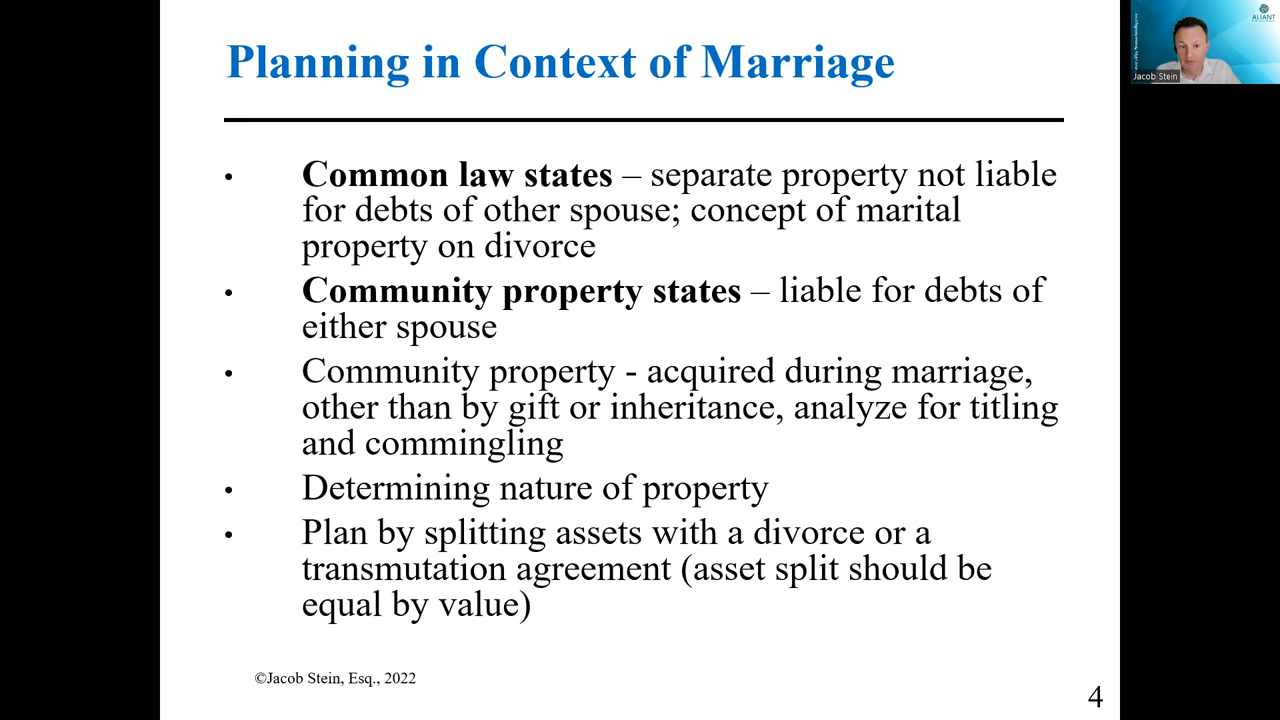 Planning in Context of Marriage
• Common law states – separate property not liable
for debts of other spouse; concept of marital
property on divorce
• Community property states – liable for debts of
either spouse
• Community property - acquired during marriage,
other than by gift or inheritance, analyze for titling
and commingling
• Determining nature of property
• Plan by splitting assets with a divorce or a
transmutation agreement (asset split should be
equal by value)
©Jacob Stein, Esq., 2022
4
ALIANT
Jacob Stein